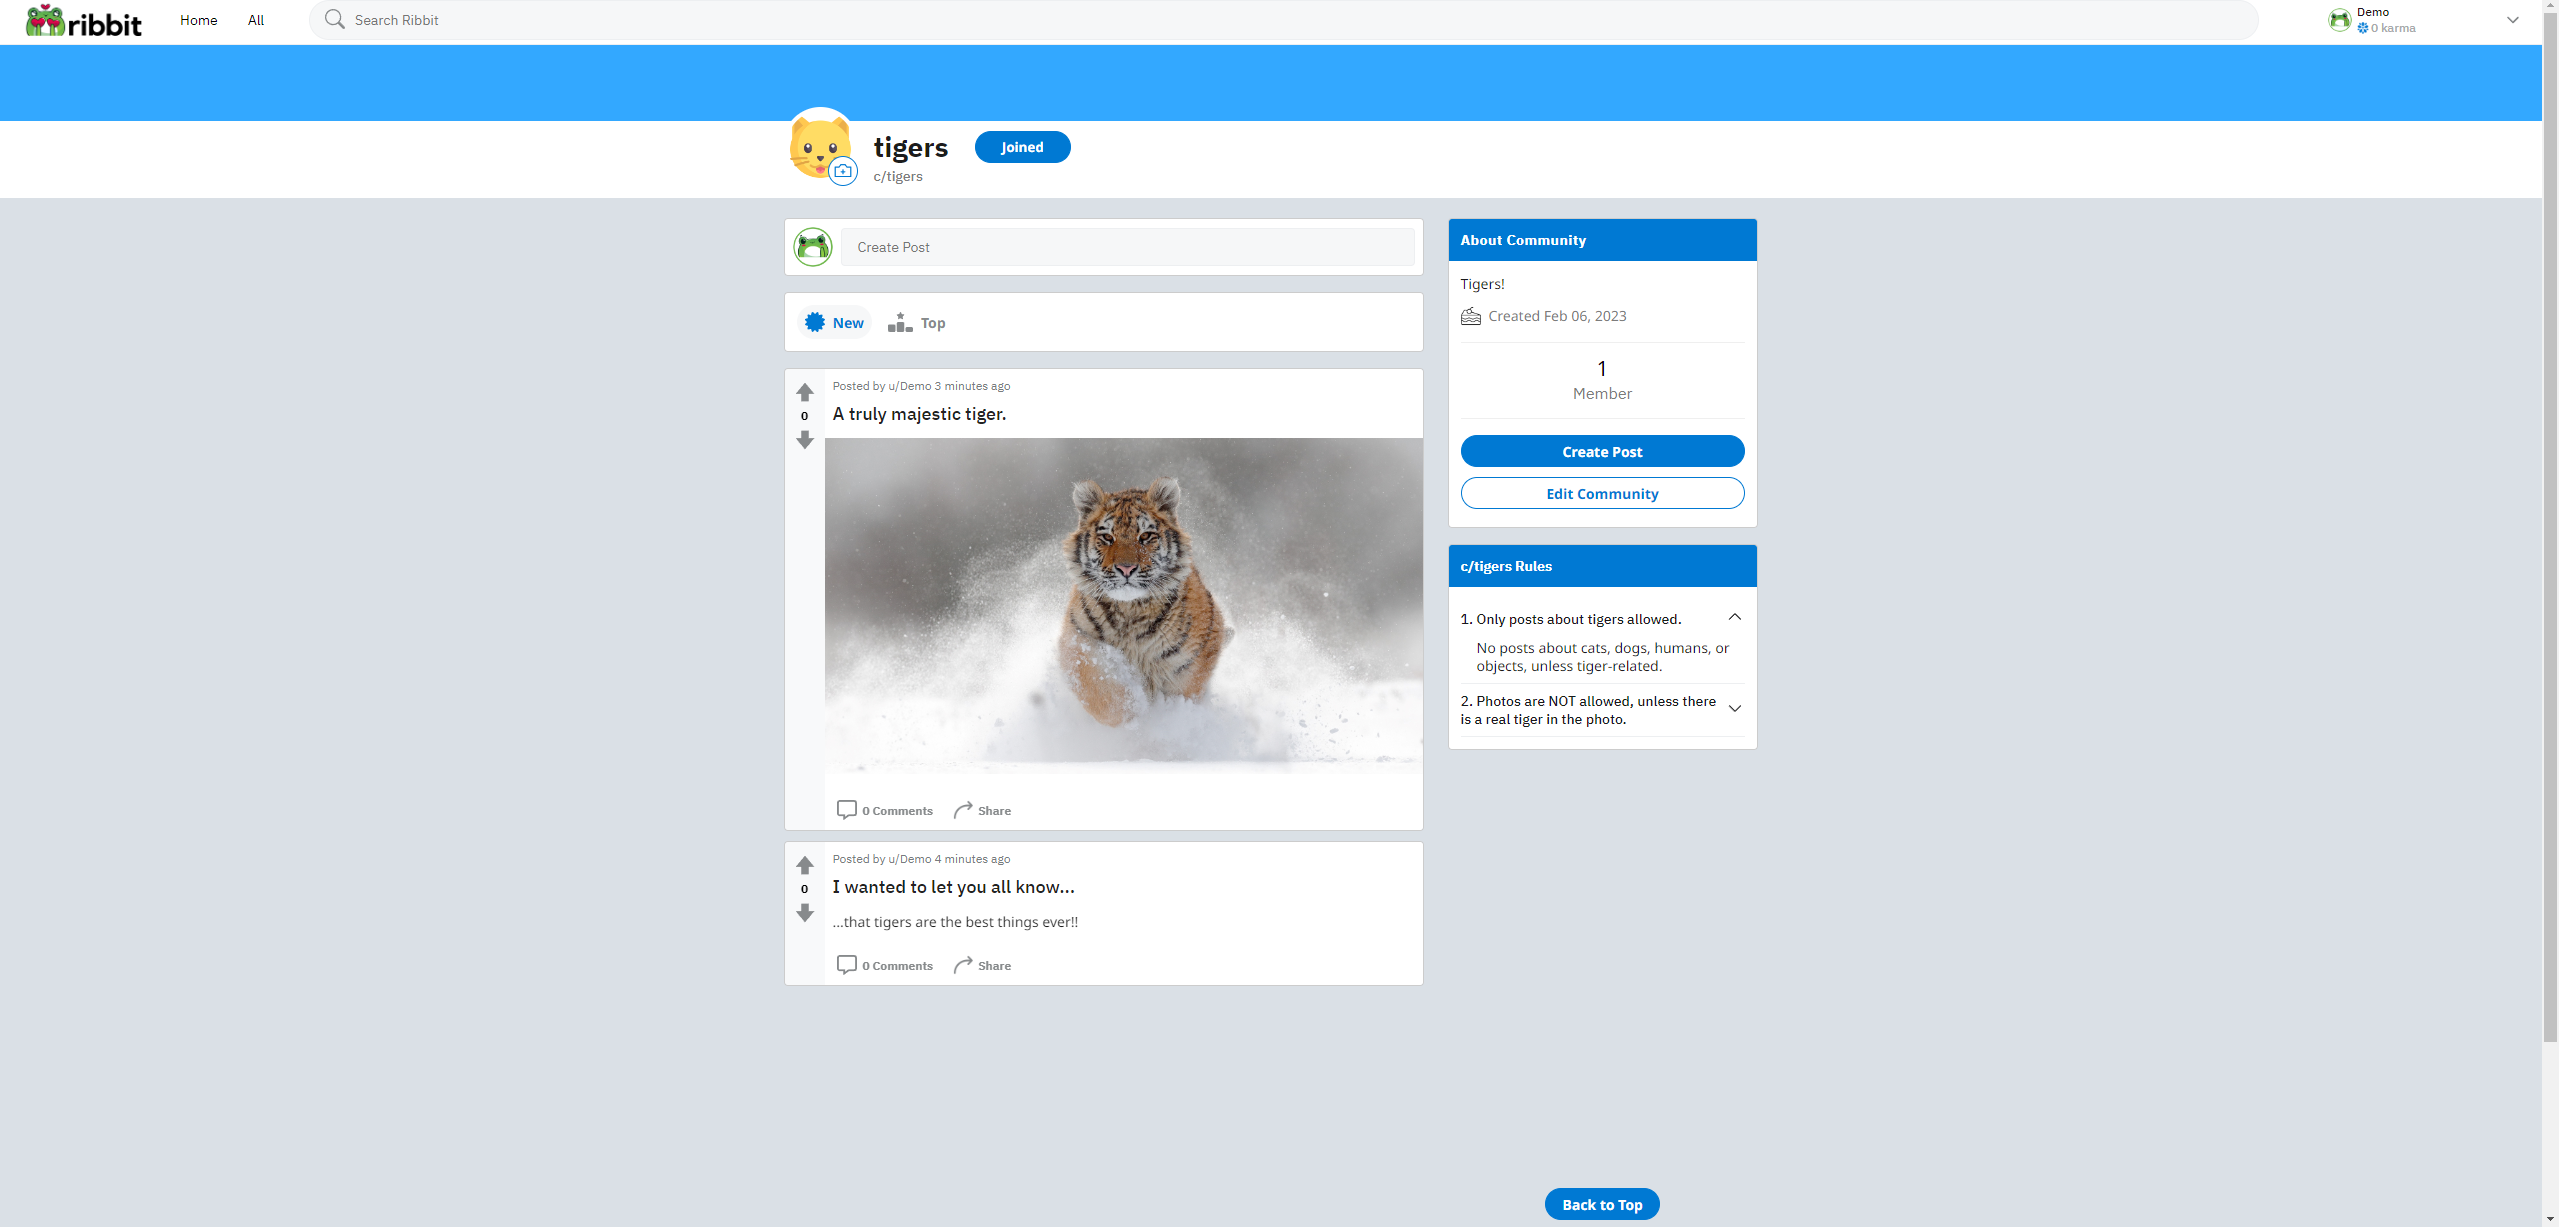 ribbit
Home
All
Search Ribbit
Demo
0 karma
tigers
Joined
c/tigers
Create Post
New
Top
Posted by u/Demo 3 minutes ago
0
A truly majestic tiger.
0 Comments
Share
Posted by u/Demo 4 minutes ago
0
I wanted to let you all know...
...that tigers are the best things ever!!
0 Comments
Share
About Community
Tigers!
Created Feb 06, 2023
1
Member
Create Post
Edit Community
c/tigers Rules
1. Only posts about tigers allowed.
No posts about cats, dogs, humans, or
objects, unless tiger-related.
2. Photos are NOT allowed, unless there
is a real tiger in the photo.
Back to Top